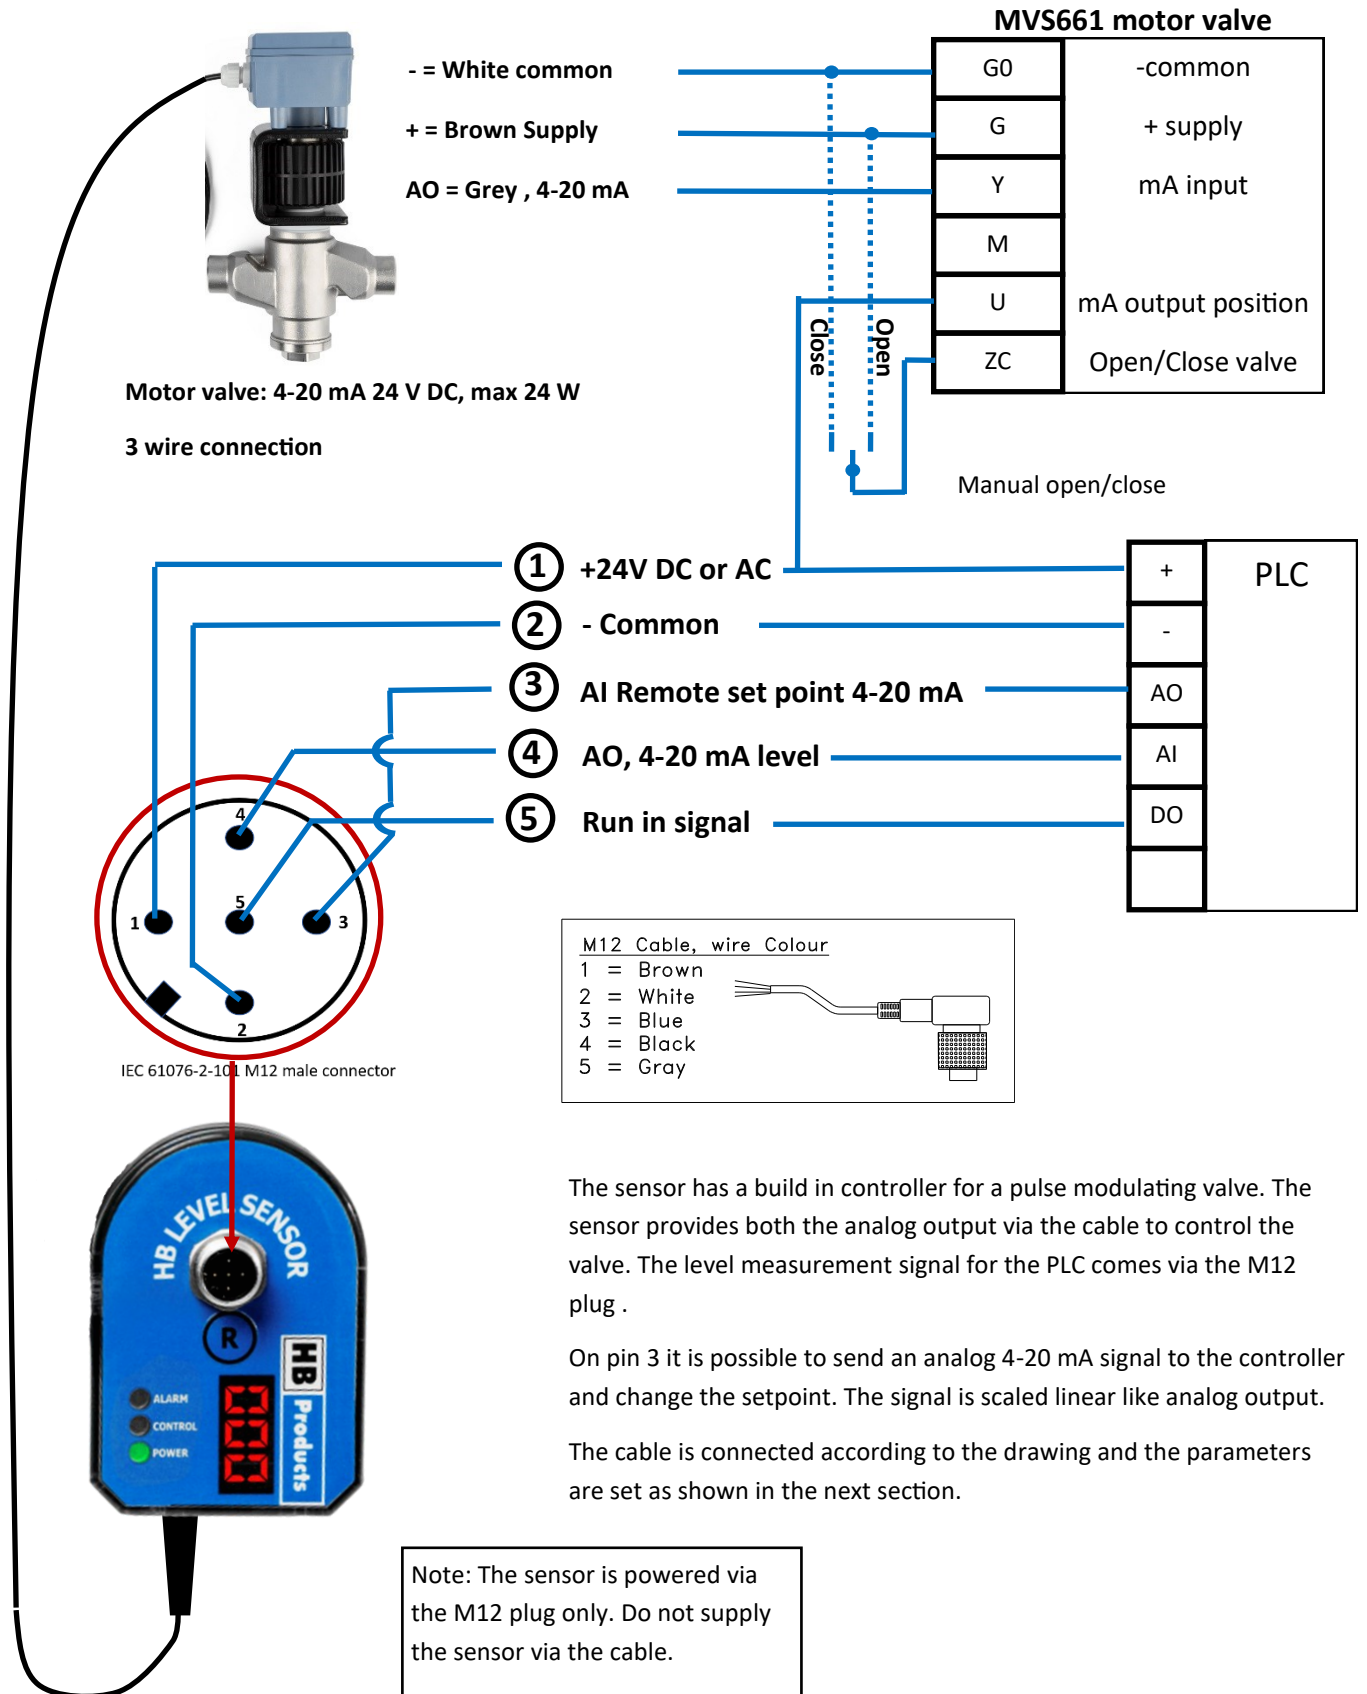 MVS661 motor valve
- = White common
G0
-common
+ = Brown Supply
G
+ supply
AO = Grey , 4-20 mA
Y
mA input
M
U
mA output position
Close
Open
ZC
Open/Close valve
Motor valve: 4-20 mA 24 V DC, max 24 W
3 wire connection
Manual open/close
1
+24V DC or AC
+
PLC
2
- Common
-
3
AI Remote set point 4-20 mA
AO
4
AO, 4-20 mA level
AI
5
Run in signal
DO
4
5
1
3
2
IEC 61076-2-101 M12 male connector
M12 Cable, wire Colour
1 = Brown
2 = White
3 = Blue
4 = Black
5 = Gray
HB LEVEL SENSOR
R
HB
Products
ALARM
CONTROL
POWER
The sensor has a build in controller for a pulse modulating valve. The
sensor provides both the analog output via the cable to control the
valve. The level measurement signal for the PLC comes via the M12
plug .
On pin 3 it is possible to send an analog 4-20 mA signal to the controller
and change the setpoint. The signal is scaled linear like analog output.
The cable is connected according to the drawing and the parameters
are set as shown in the next section.
Note: The sensor is powered via
the M12 plug only. Do not supply
the sensor via the cable.